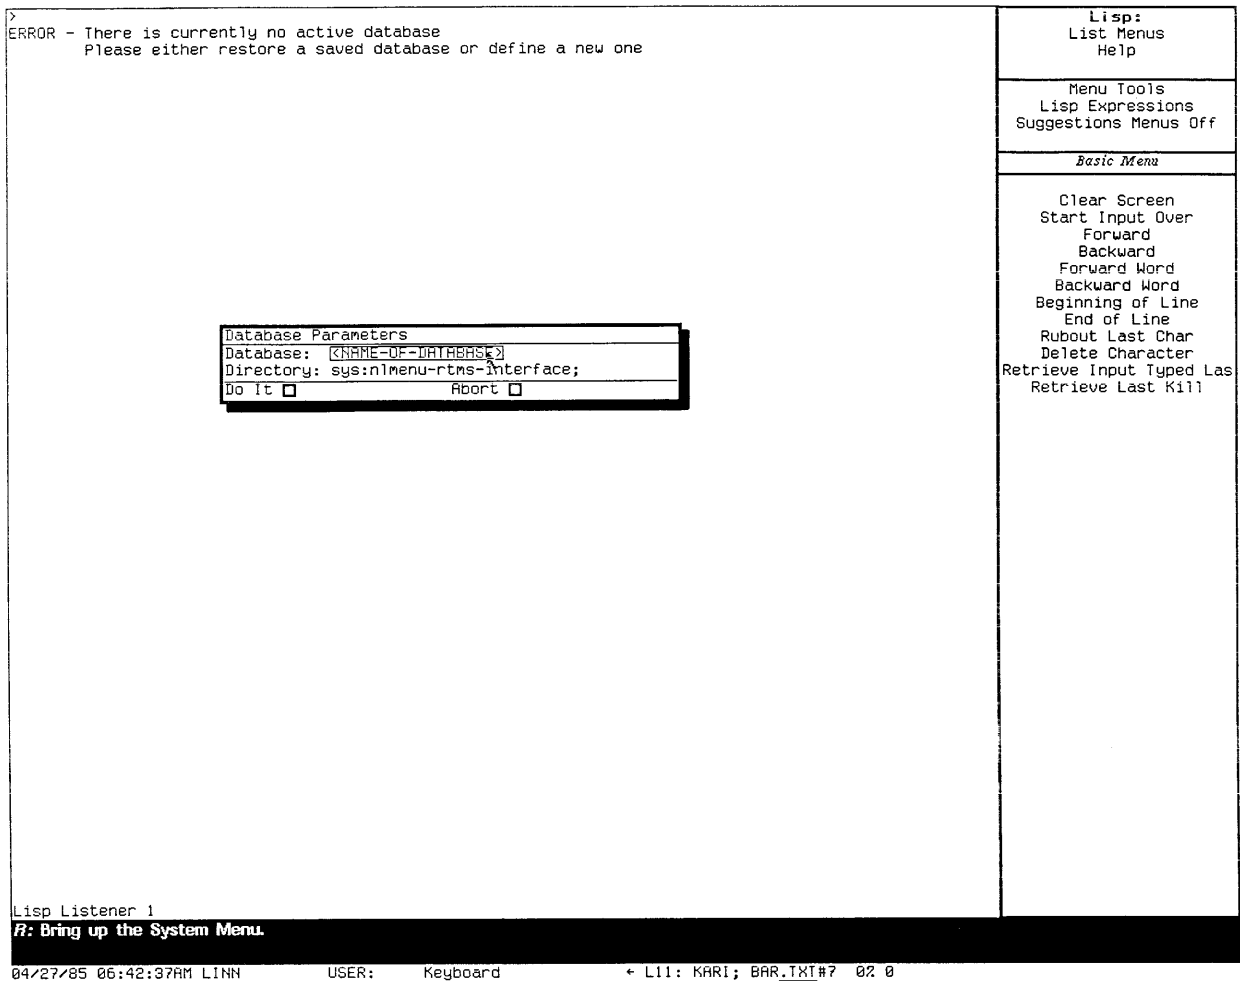 >
ERROR - There is currently no active database
Please either restore a saved database or define a new one
Lisp:
List Menus
Help
Menu Tools
Lisp Expressions
Suggestions Menus Off
Basic Menu
Clear Screen
Start Input Over
Forward
Backward
Forward Word
Backward Word
Beginning of Line
End of Line
Rubout Last Char
Delete Character
Retrieve Input Typed Las
Retrieve Last Kill
Database Parameters
Database: <NAME-OF-DATABASE>
Directory: sys:nlmenu-rtms-interface;
Do It Abort
Lisp Listener 1
R: Bring up the System Menu.
04/27/85 06:42:37AM LINN USER: Keyboard ← L11: KARI; BAR.TXT#7 0% 0